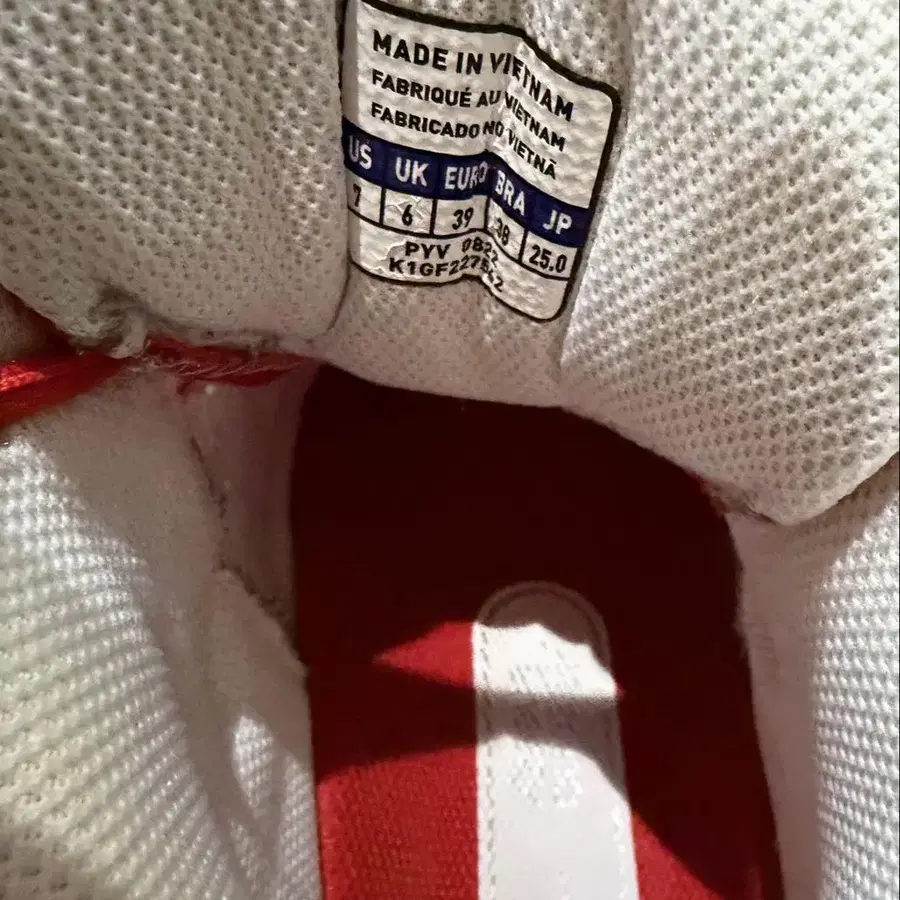 MADE IN VIETNAM
FABRIQUÉ AU VIETNAM
FABRICADO NO VIETNÃ
US UK EURO BRA JP
7 6 39 38 25.0
PYV